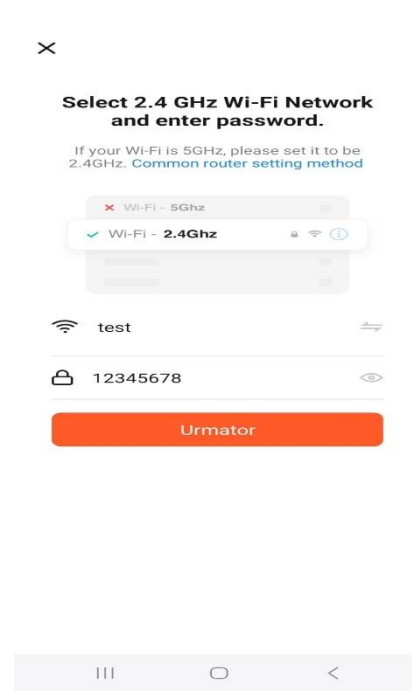 Select 2.4 GHz Wi-Fi Network
and enter password.
If your Wi-Fi is 5GHz, please set it to be
2.4GHz. Common router setting method
Wi-Fi - 5Ghz
Wi-Fi - 2.4Ghz
test
12345678
Urmator